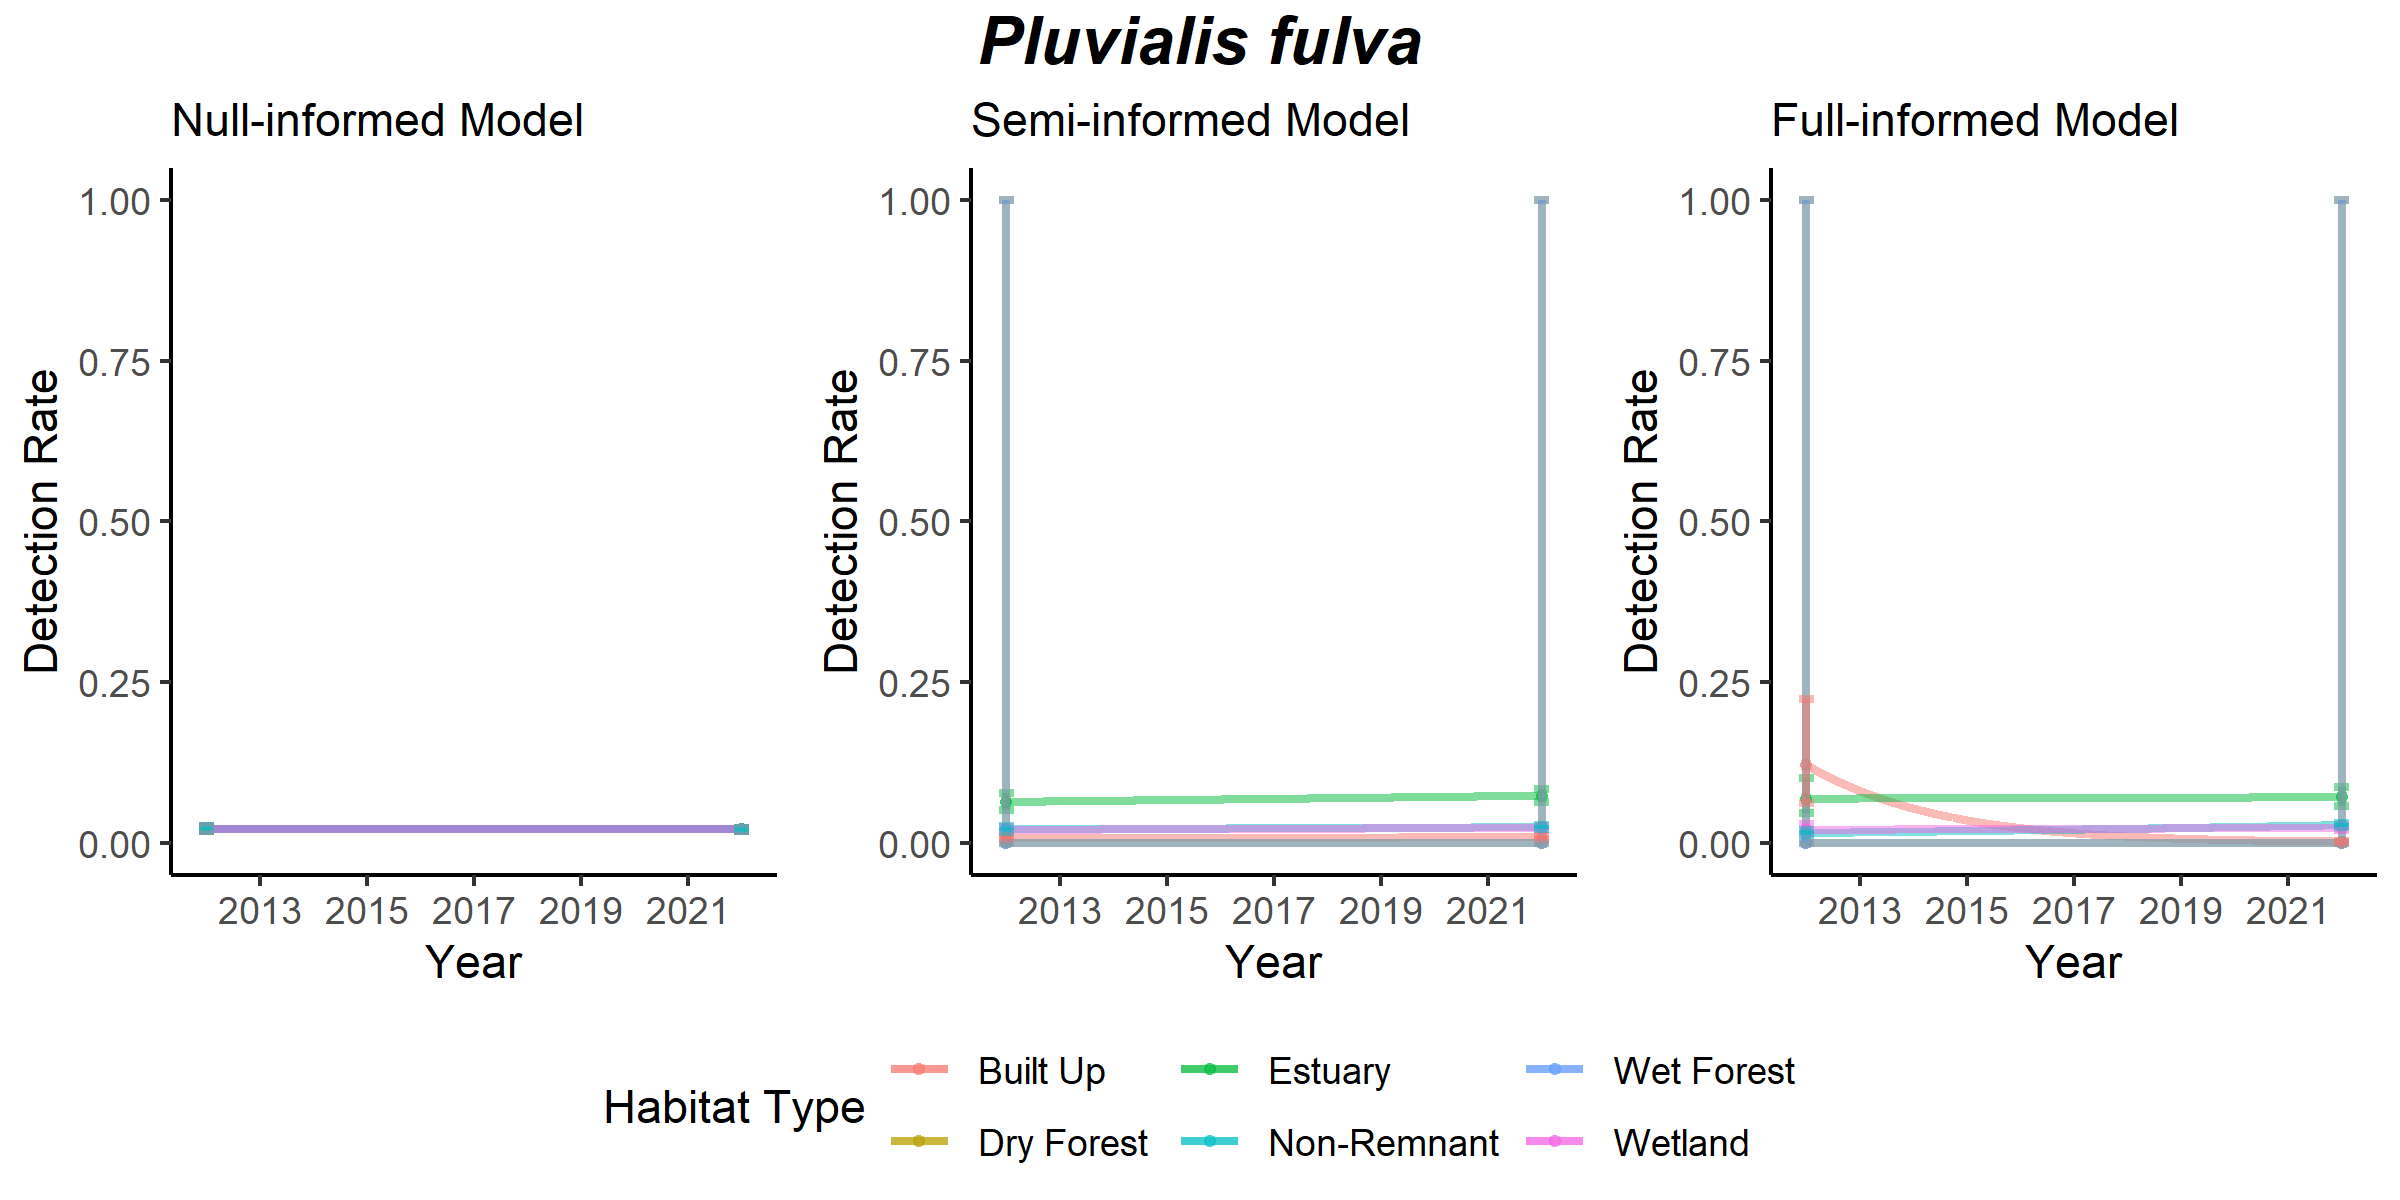 Pluvialis fulva
Null-informed Model
Semi-informed Model
Full-informed Model
Detection Rate
1.00
0.75
0.50
0.25
0.00
2013 2015 2017 2019 2021
Year
Detection Rate
1.00
0.75
0.50
0.25
0.00
2013 2015 2017 2019 2021
Year
Detection Rate
1.00
0.75
0.50
0.25
0.00
2013 2015 2017 2019 2021
Year
Habitat Type
Built Up
Estuary
Wet Forest
Dry Forest
Non-Remnant
Wetland